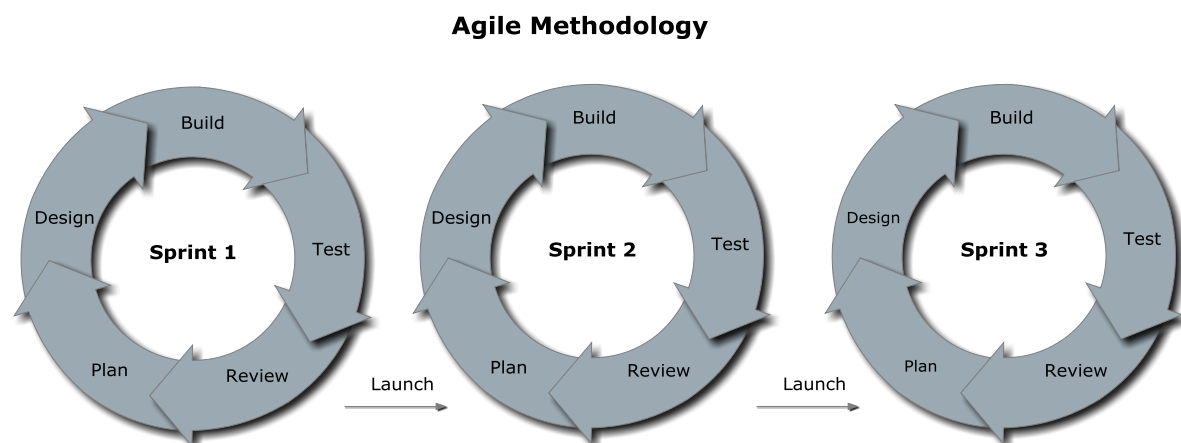 Agile Methodology
Build
Design
Test
Sprint 1
Plan
Review
Launch
Build
Design
Test
Sprint 2
Plan
Review
Launch
Build
Design
Test
Sprint 3
Plan
Review